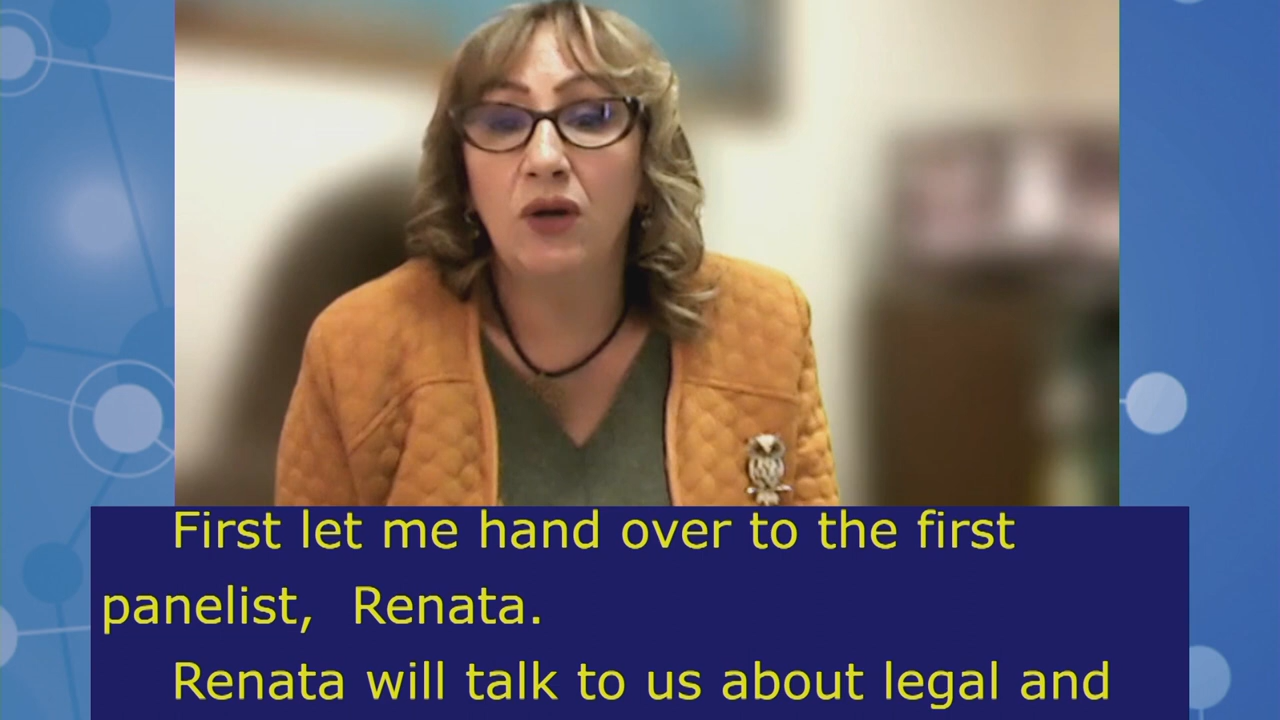 First let me hand over to the first
panelist,  Renata.
Renata will talk to us about legal and